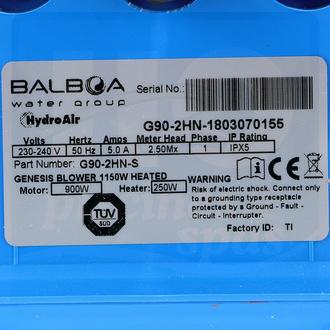 BALBOA
water group
HydroAir
Serial No.:
G90-2HN-1803070155
Volts Hertz Amps Meter Head Phase IP Rating
230-240 V 50 Hz 5.0 A 2.50Mx 1 IPX5
Part Number: G90-2HN-S
GENESIS BLOWER 1150W HEATED
Motor: 900W Heater: 250W
WARNING
Risk of electric shock. Connect only
to a grounding type receptacle
protected by a Ground - Fault -
Circuit - Interrupter.
TÜV
SÜD
Factory ID: TI